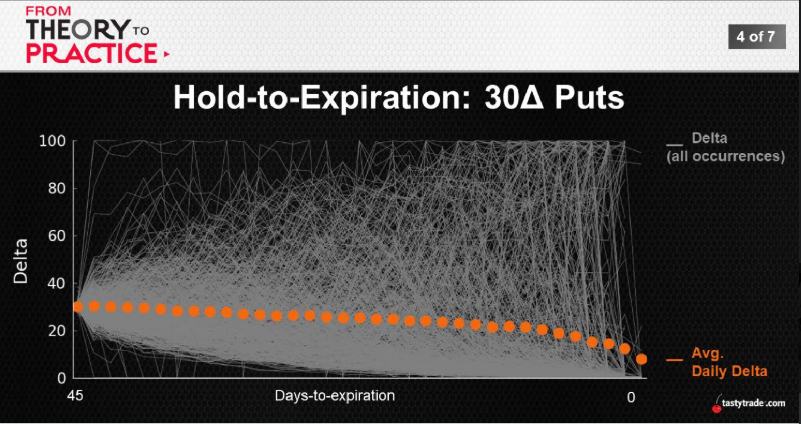 FROM
THEORY TO
PRACTICE
4 of 7
Hold-to-Expiration: 30Δ Puts
100
80
60
40
20
0
Delta
45
Days-to-expiration
0
Delta
(all occurrences)
Avg.
Daily Delta
tastytrade.com